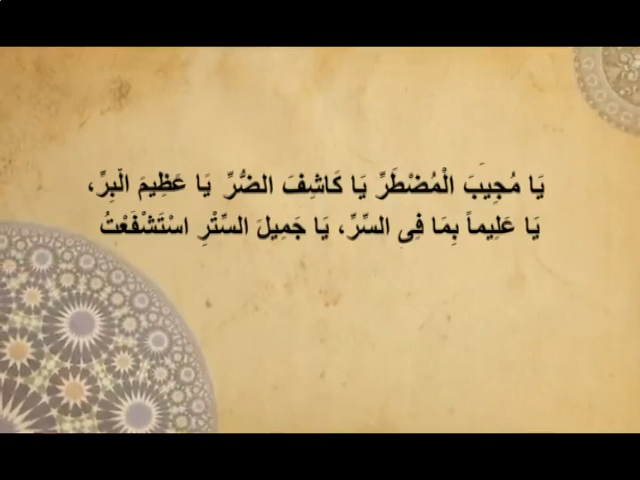 يَا مُجِيبَ الْمُضْطَرِّ يَا كَاشِفَ الضُّرِّ يَا عَظِيمَ الْبِرِّ،
يَا عَلِيماً بِمَا فِي السِّرِّ، يَا جَمِيلَ السِّتْرِ اسْتَشْفَعْتُ